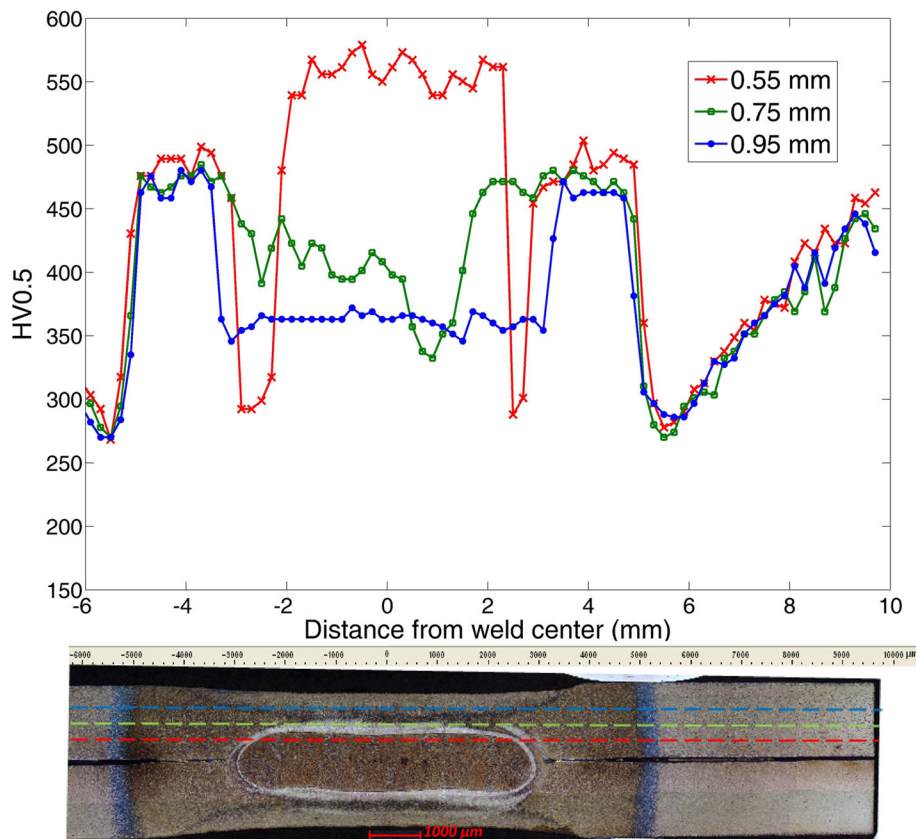 600
550
500
450
400
350
300
250
200
150
HV0.5
0.55 mm
0.75 mm
0.95 mm
-6 -4 -2 0 2 4 6 8 10
Distance from weld center (mm)
-6000 -5000 -4000 -3000 -2000 -1000 0 1000 2000 3000 4000 5000 6000 7000 8000 9000 10000 µm
1000 µm